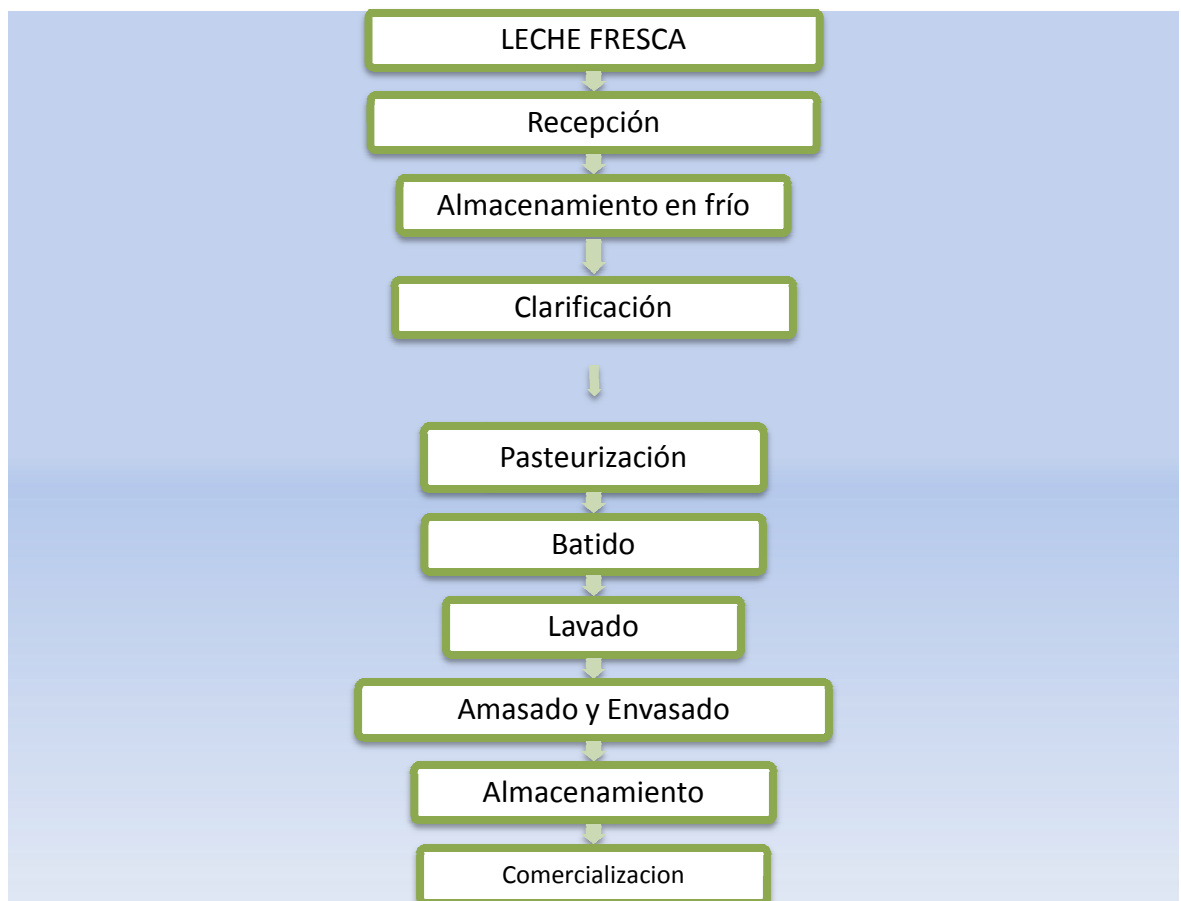 LECHE FRESCA
Recepción
Almacenamiento en frío
Clarificación
Pasteurización
Batido
Lavado
Amasado y Envasado
Almacenamiento
Comercializacion